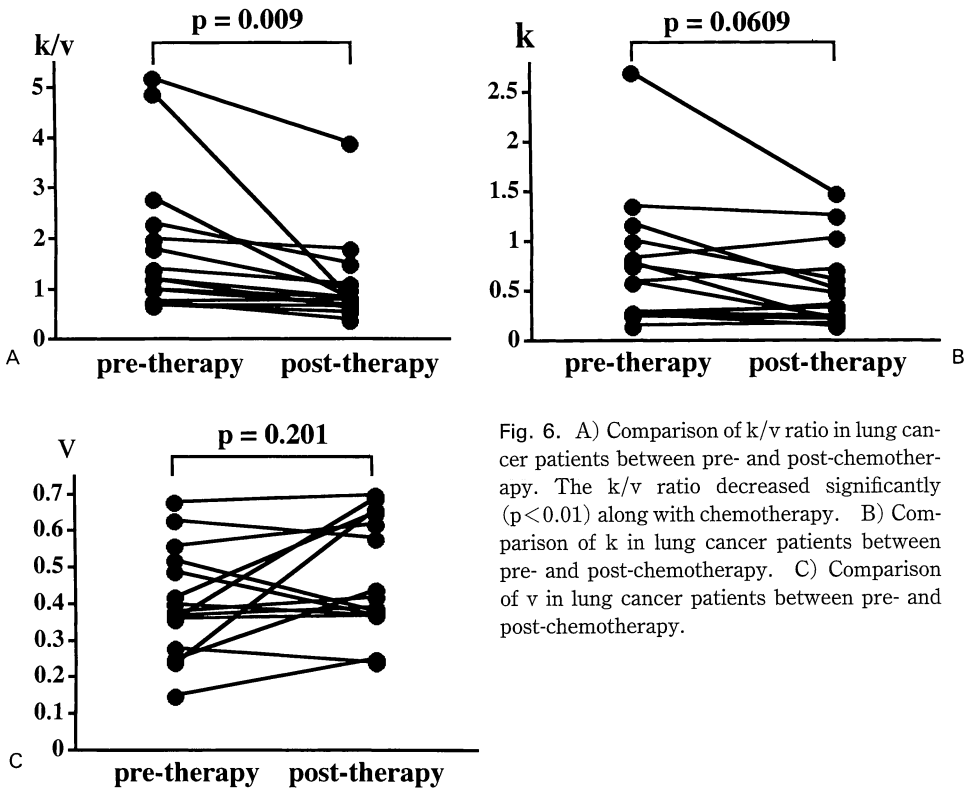 p = 0.009
k/v
5
4
3
2
1
0
pre-therapy post-therapy
A
p = 0.0609
k
2.5
2
1.5
1
0.5
0
pre-therapy post-therapy
B
p = 0.201
V
0.7
0.6
0.5
0.4
0.3
0.2
0.1
0
pre-therapy post-therapy
C
Fig. 6. A) Comparison of k/v ratio in lung can-
cer patients between pre- and post-chemother-
apy. The k/v ratio decreased significantly
(p<0.01) along with chemotherapy. B) Com-
parison of k in lung cancer patients between
pre- and post-chemotherapy. C) Comparison
of v in lung cancer patients between pre- and
post-chemotherapy.